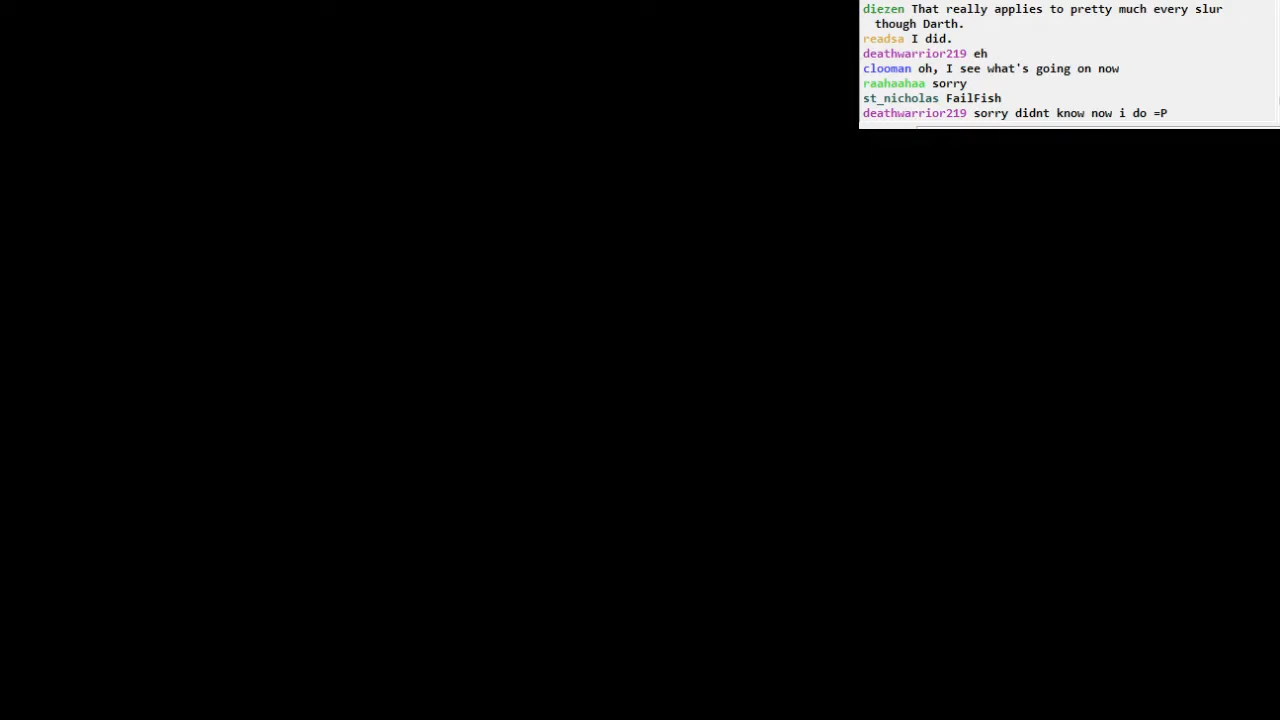 diezen That really applies to pretty much every slur
though Darth.
readsa I did.
deathwarrior219 eh
clooman oh, I see what's going on now
raahaahaa sorry
st_nicholas FailFish
deathwarrior219 sorry didnt know now i do =P